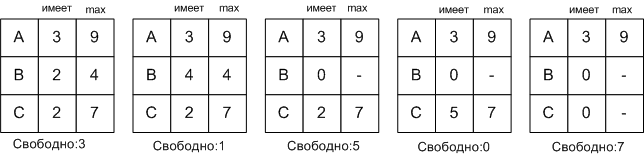 имеет max имеет max имеет max имеет max имеет max
A 3 9 A 3 9 A 3 9 A 3 9 A 3 9
B 2 4 B 4 4 B 0 - B 0 - B 0 -
C 2 7 C 2 7 C 2 7 C 5 7 C 0 -
Свободно:3 Свободно:1 Свободно:5 Свободно:0 Свободно:7